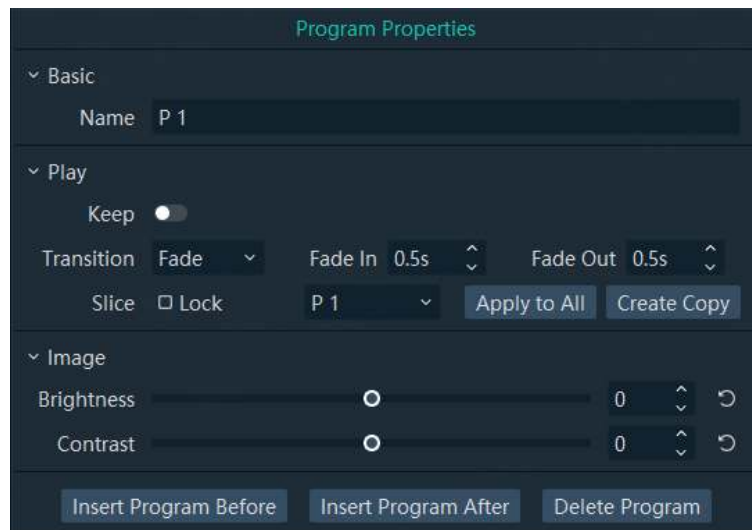 Program Properties
Basic
Name P 1
Play
Keep
Transition Fade Fade In 0.5s Fade Out 0.5s
Slice Lock P 1 Apply to All Create Copy
Image
Brightness 0
Contrast 0
Insert Program Before Insert Program After Delete Program